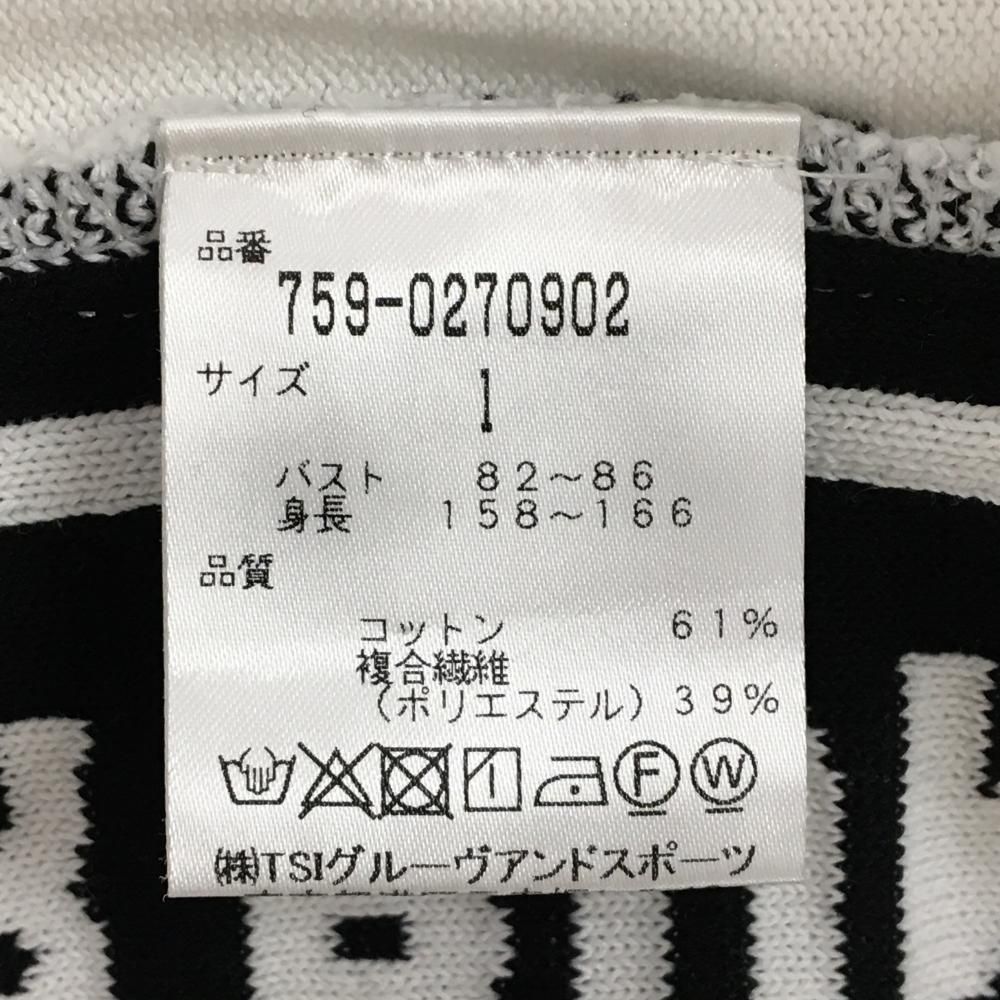 品番
759-0270902
サイズ 1
バスト 82～86
身長 158～166
品質
コットン 61%
複合繊維
(ポリエステル) 39%
F W
㈱TSIグルーヴアンドスポーツ